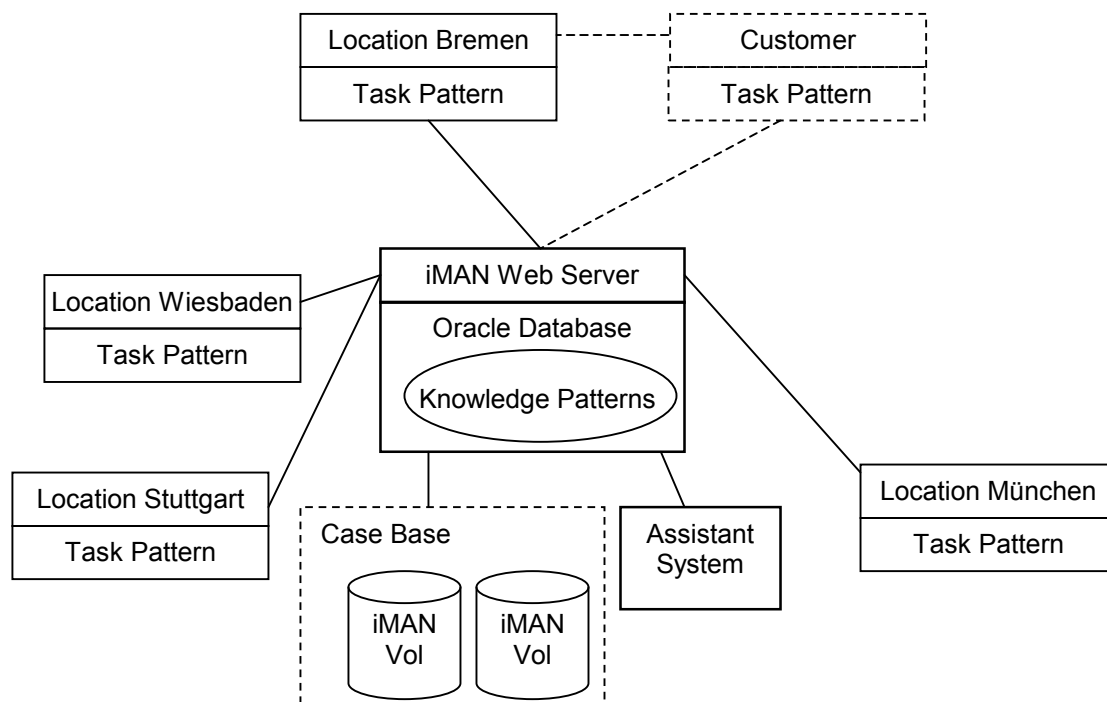 Location Bremen
Task Pattern
Customer
Task Pattern
iMAN Web Server
Oracle Database
Knowledge Patterns
Location Wiesbaden
Task Pattern
Location Stuttgart
Task Pattern
Location München
Task Pattern
Case Base
iMAN
Vol
iMAN
Vol
Assistant
System